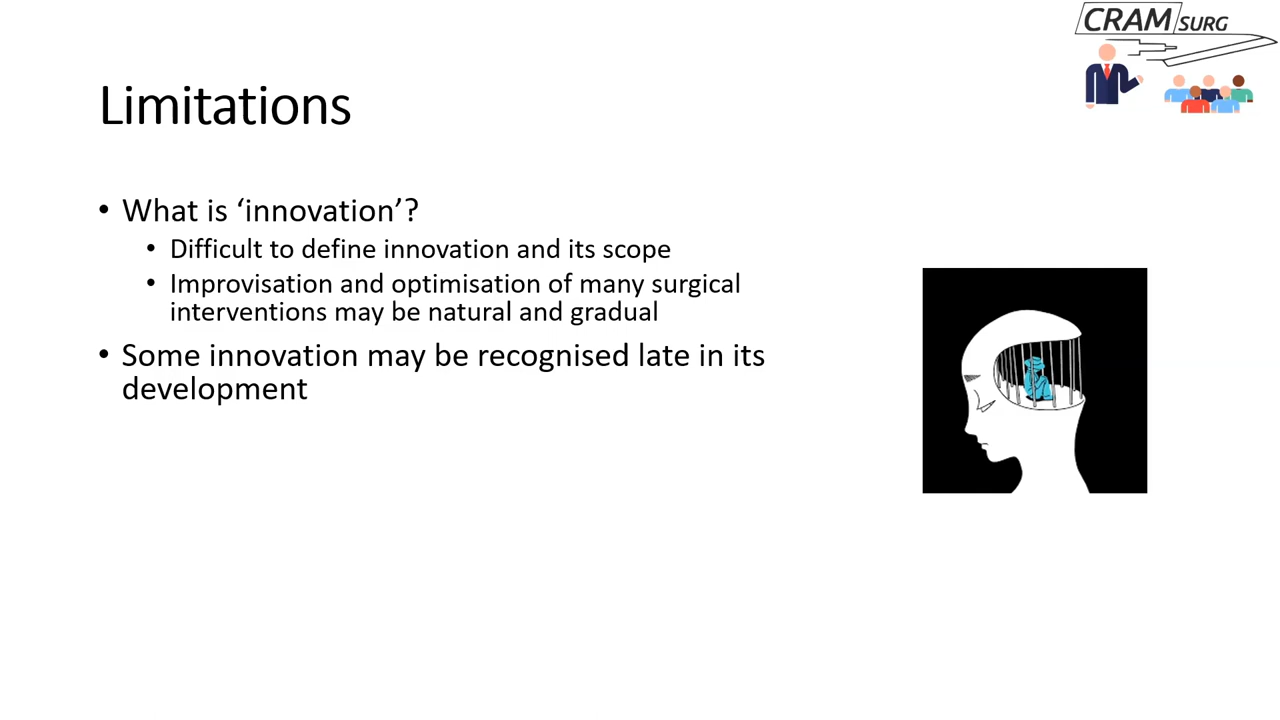 CRAM SURG
Limitations
• What is ‘innovation’?
• Difficult to define innovation and its scope
• Improvisation and optimisation of many surgical
interventions may be natural and gradual
• Some innovation may be recognised late in its
development